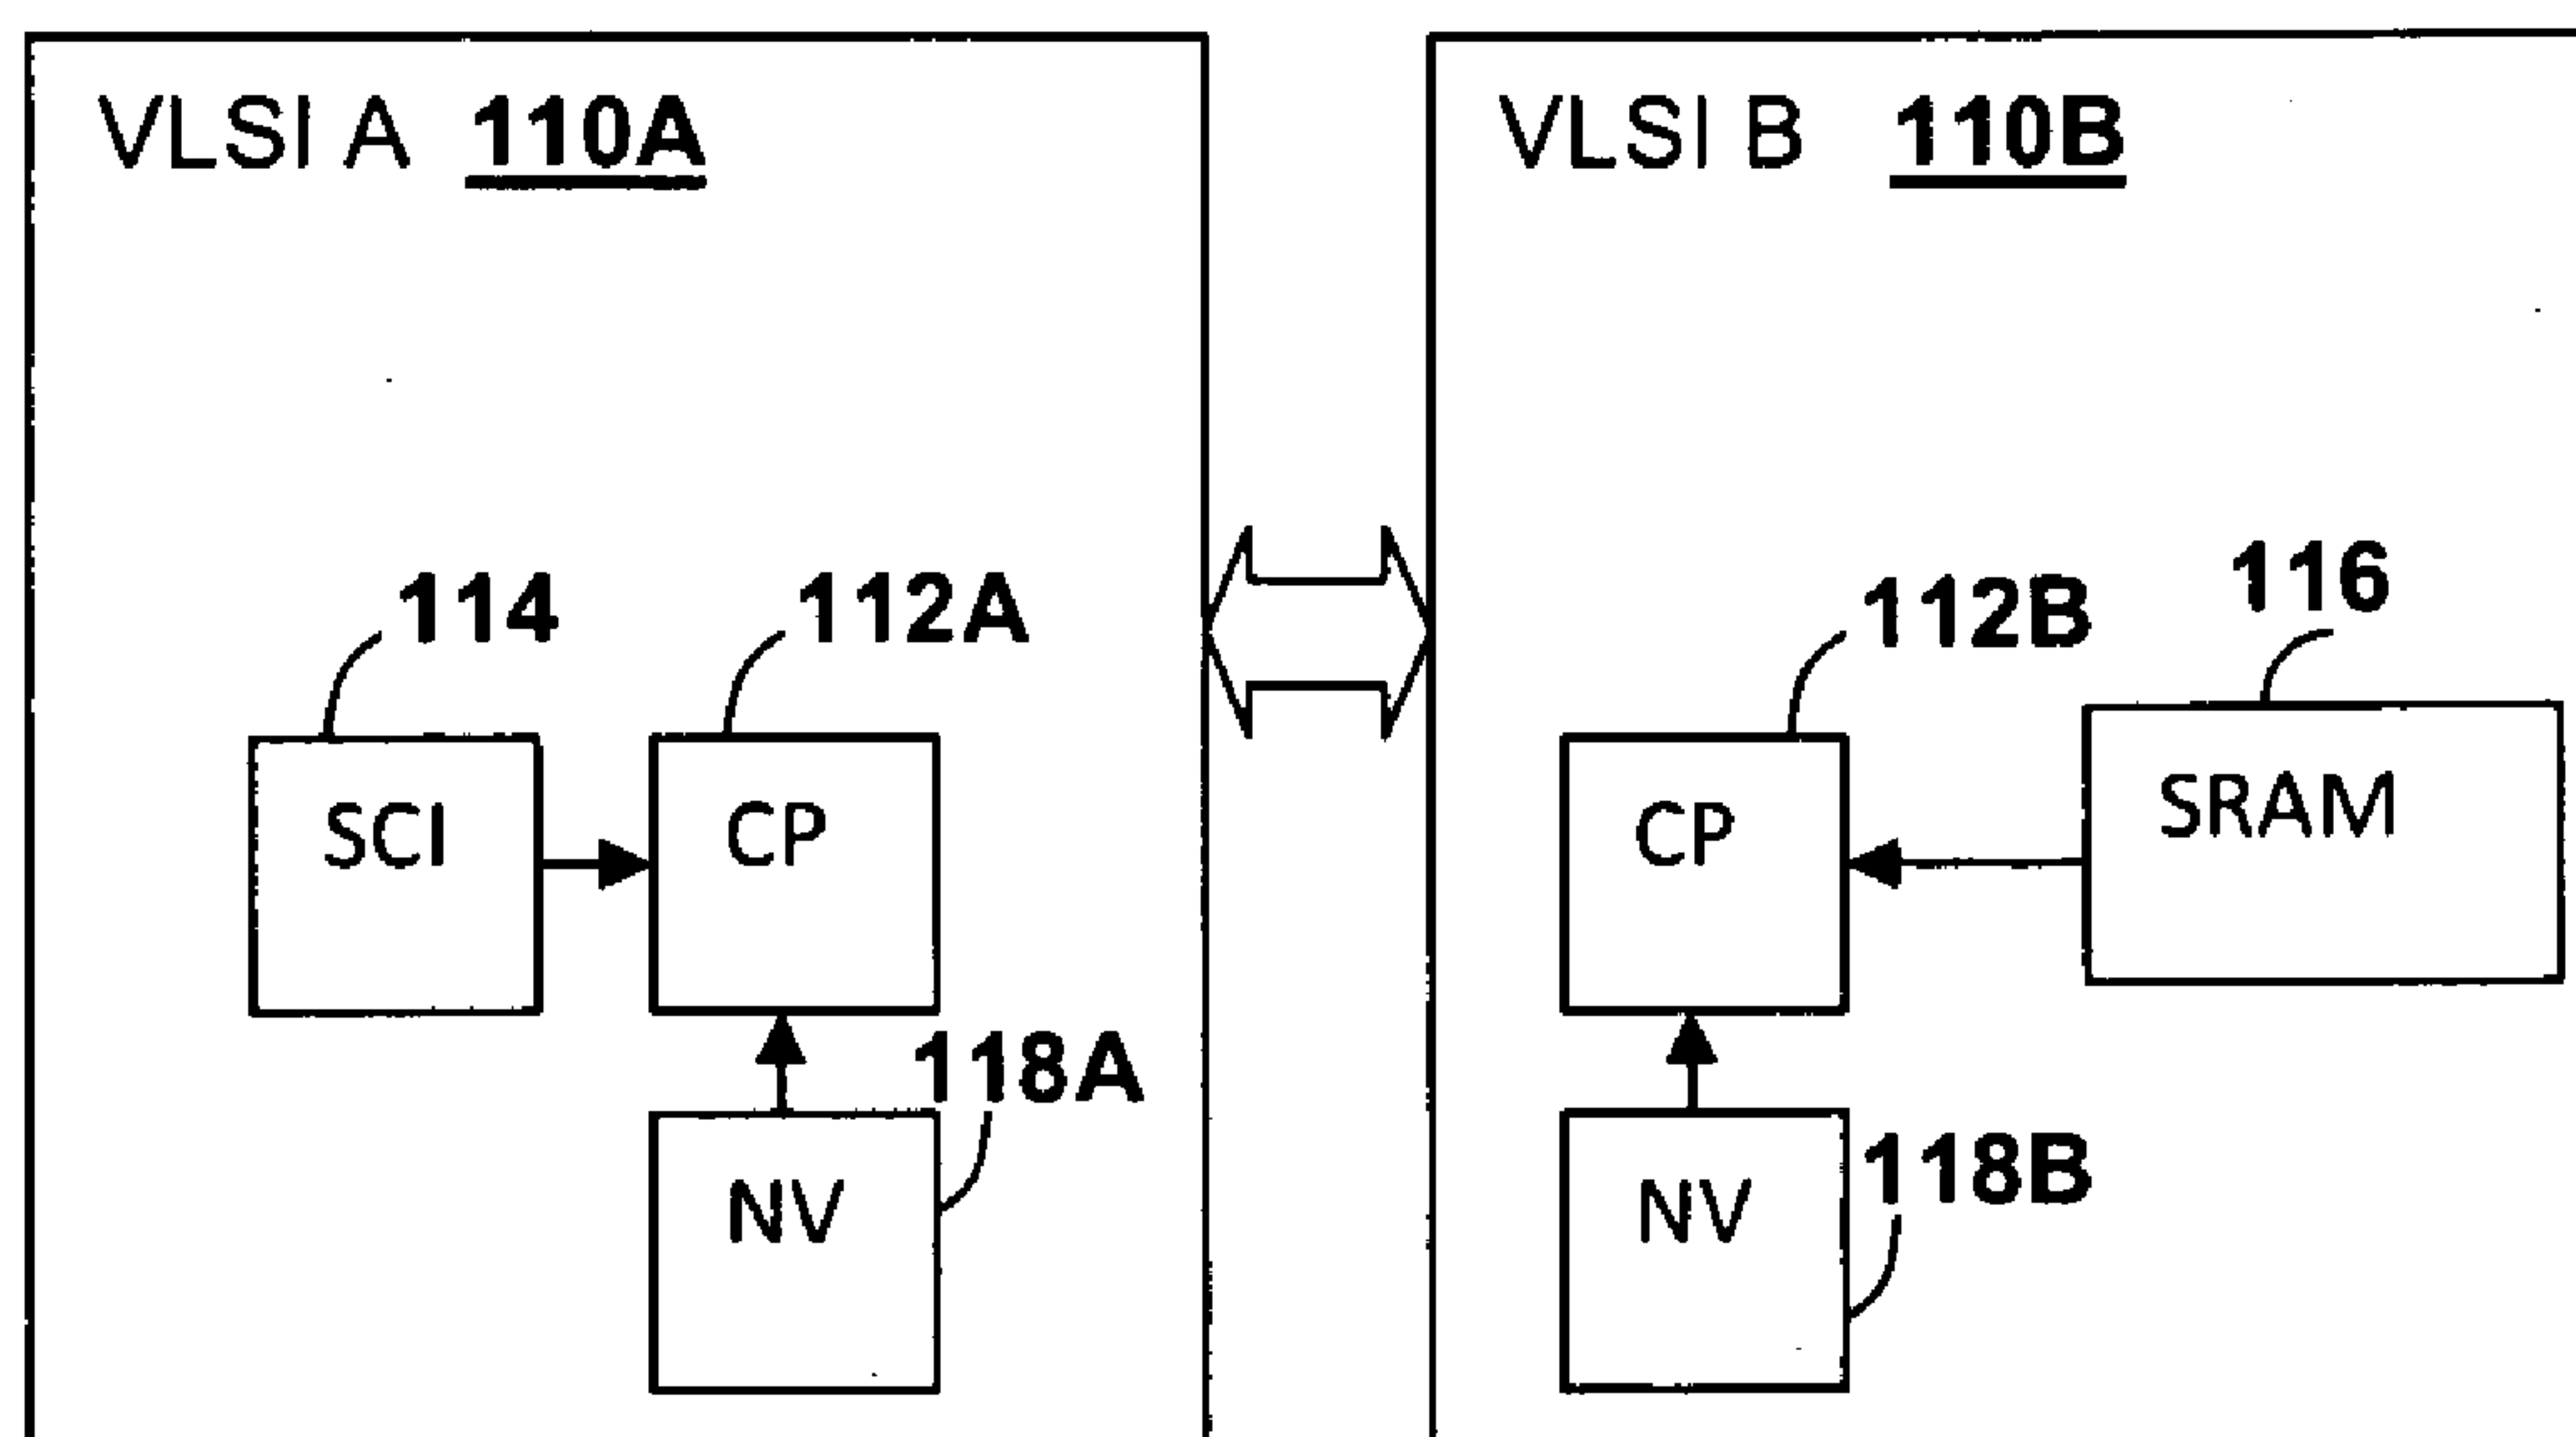 VLSI A 110A
VLSI B 110B
114
112A
112B
116
SCI
CP
CP
SRAM
118A
NV
NV
118B